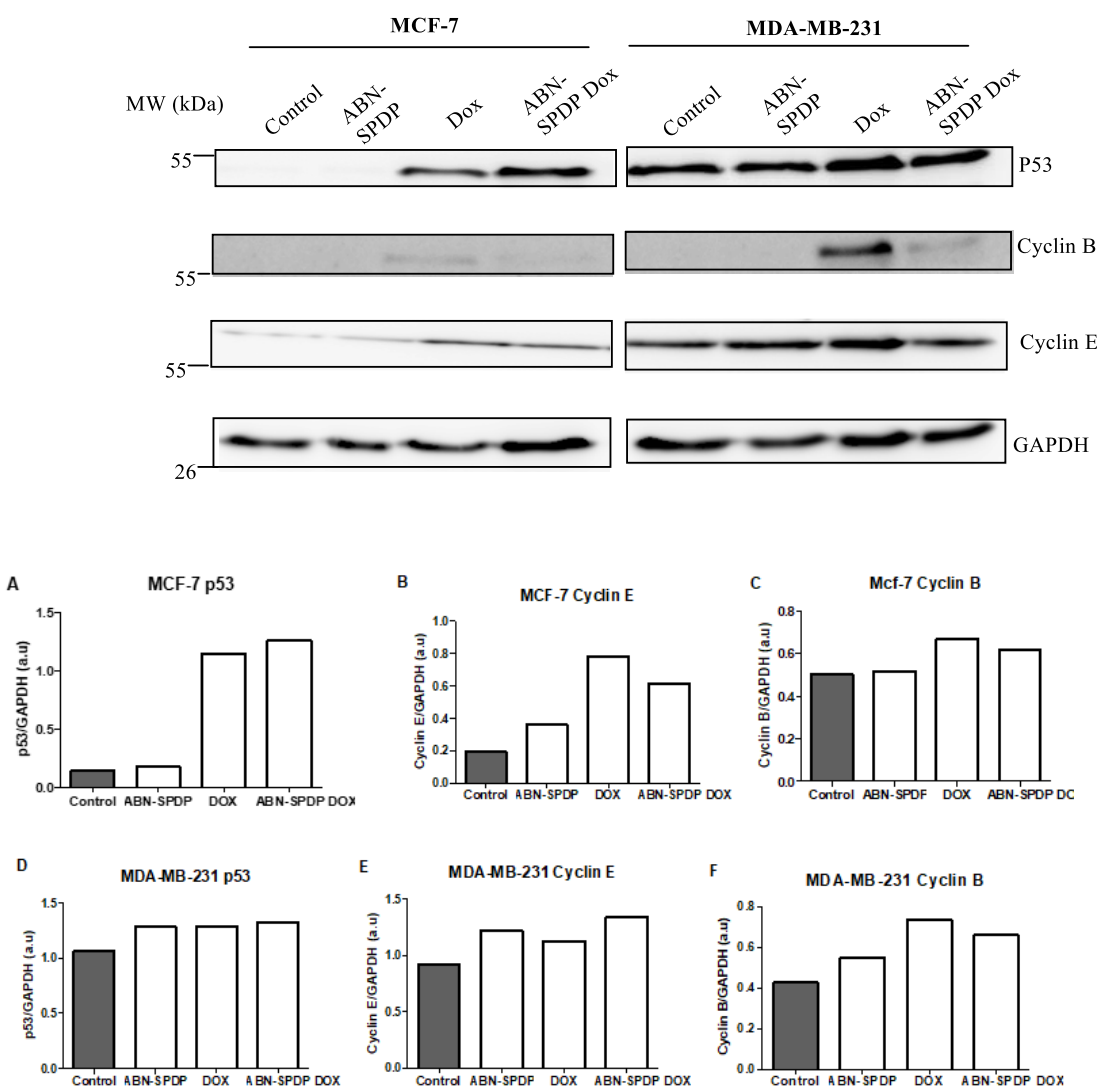 MCF-7 MDA-MB-231
MW (kDa)
Control
ABN-
SPDP
Dox
ABN-
SPDP Dox
Control
ABN-
SPDP
Dox
ABN-
SPDP Dox
55
P53
Cyclin B
55
Cyclin E
55
GAPDH
26
A
MCF-7 p53
p53/GAPDH (a.u)
1.5
1.0
0.5
0.0
Control ABN-SPDP DOX ABN-SPDP DOX
B
MCF-7 Cyclin E
Cyclin E/GAPDH (a.u)
1.0
0.8
0.6
0.4
0.2
0.0
Control ABN-SPDP DOX ABN-SPDP DOX
C
Mcf-7 Cyclin B
Cyclin B/GAPDH (a.u)
0.8
0.6
0.4
0.2
0.0
Control ABN-SPDF DOX ABN-SPDP DC
D
MDA-MB-231 p53
p53/GAPDH (a.u)
1.5
1.0
0.5
0.0
Control ABN-SPDP DOX ABN-SPDP DOX
E
MDA-MB-231 Cyclin E
Cyclin E/GAPDH (a.u)
1.5
1.0
0.5
0.0
Control ABN-SPDP DOX ABN-SPDP DOX
F
MDA-MB-231 Cyclin B
Cyclin B/GAPDH (a.u)
0.8
0.6
0.4
0.2
0.0
Control ABN-SPDP DOX ABN-SPDP DOX